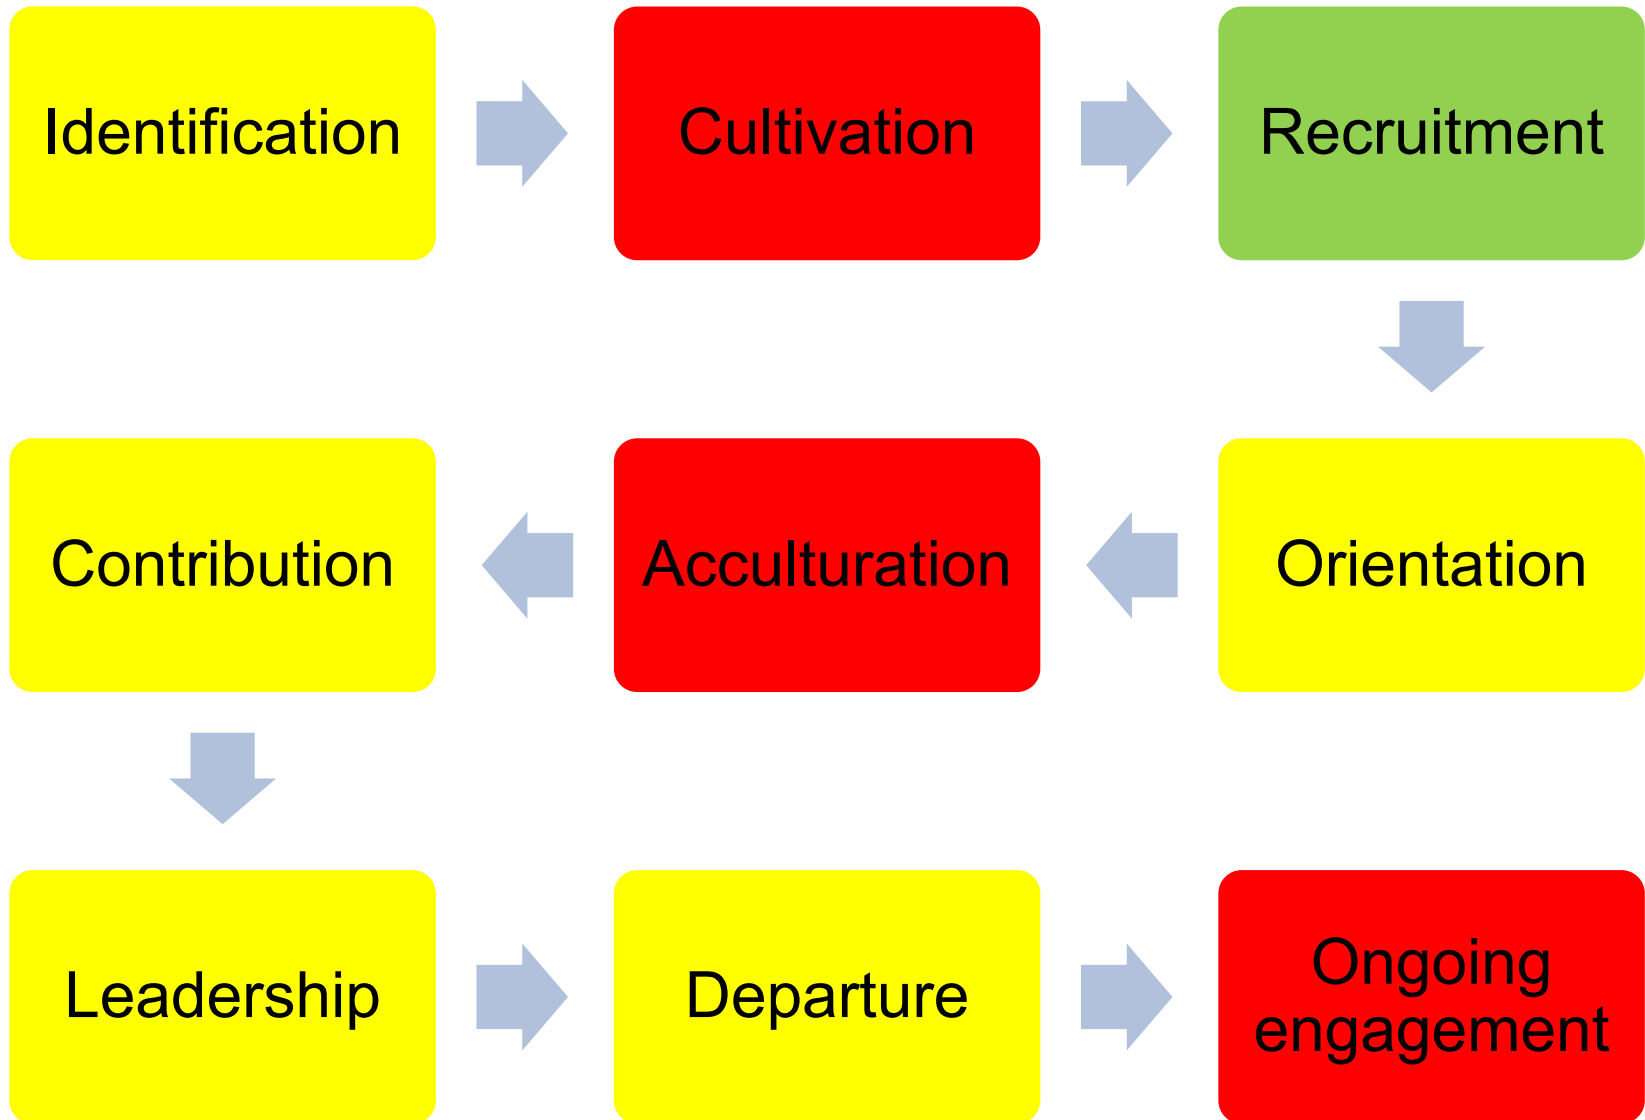 Identification
Cultivation
Recruitment
Contribution
Acculturation
Orientation
Leadership
Departure
Ongoing
engagement